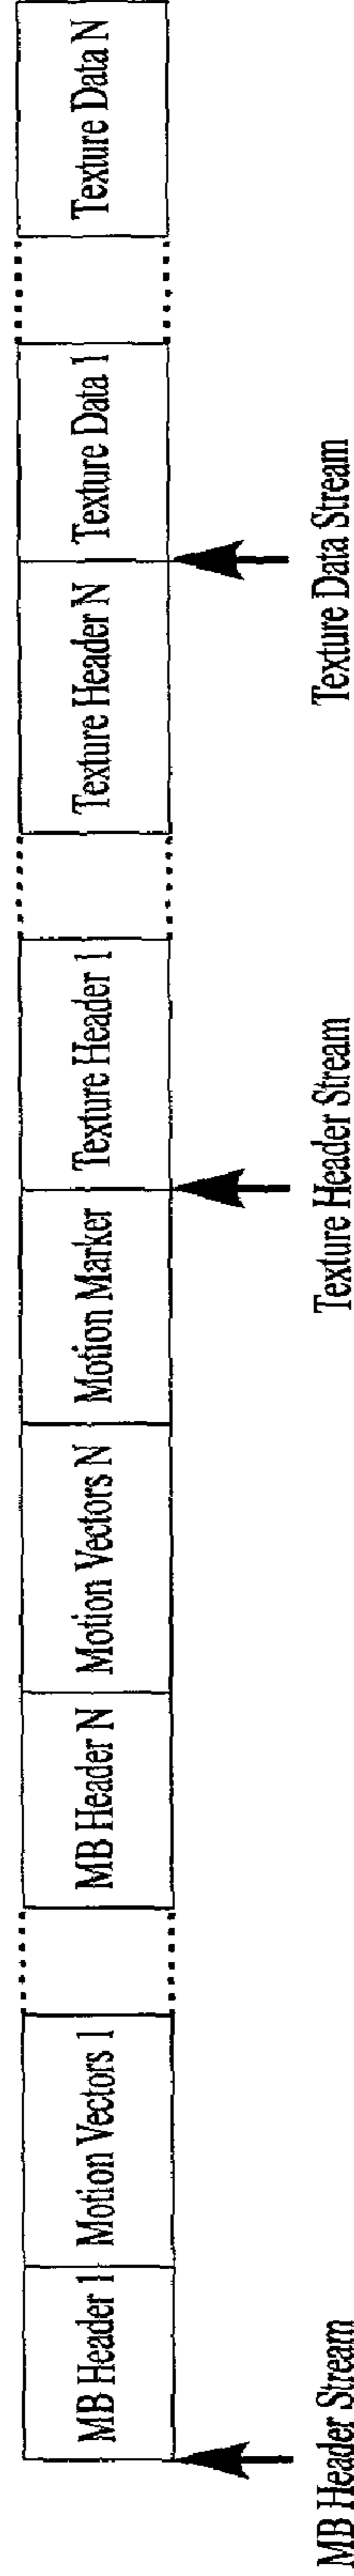 MB Header 1
Motion Vectors 1
MB Header N
Motion Vectors N
Motion Marker
Texture Header 1
Texture Header N
Texture Data 1
Texture Data N
MB Header Stream
Texture Header Stream
Texture Data Stream